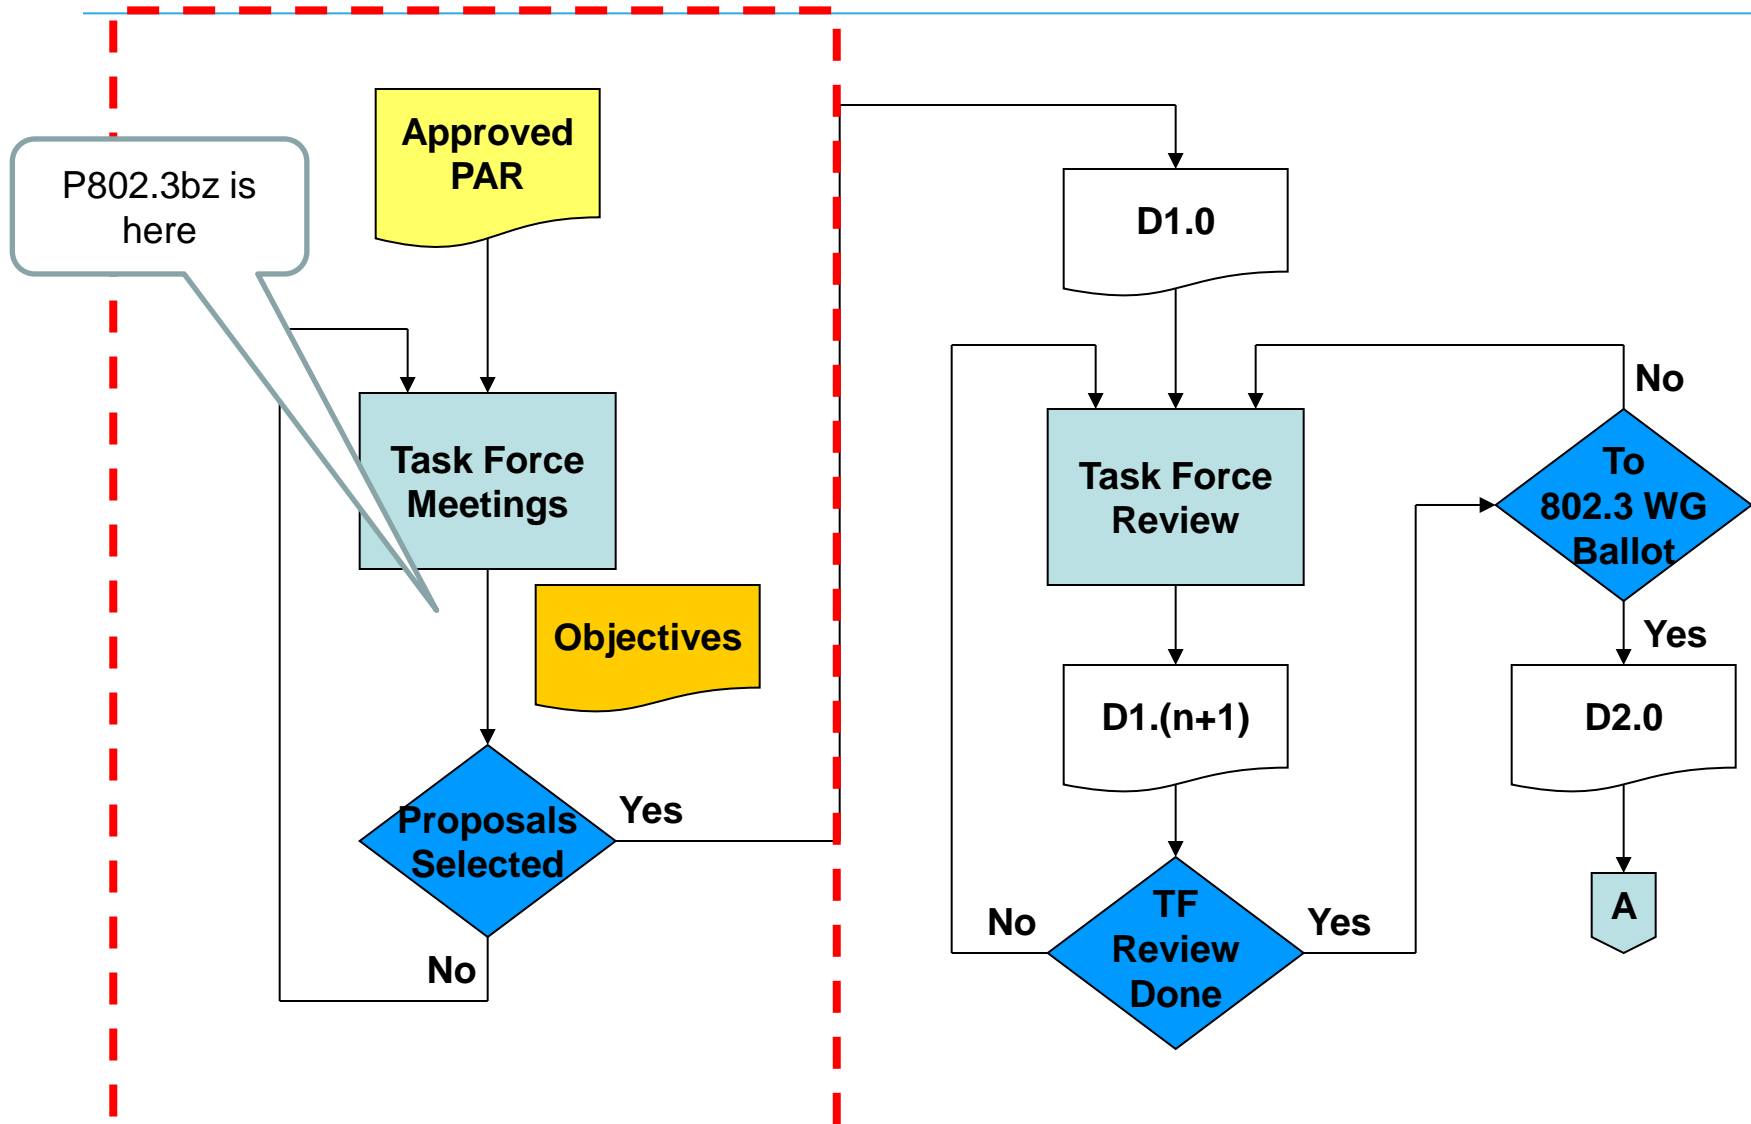 Approved
PAR
P802.3bz is
here
Task Force
Meetings
Objectives
Proposals
Selected
Yes
No
D1.0
Task Force
Review
D1.(n+1)
TF
Review
Done
No
Yes
To
802.3 WG
Ballot
No
Yes
D2.0
A